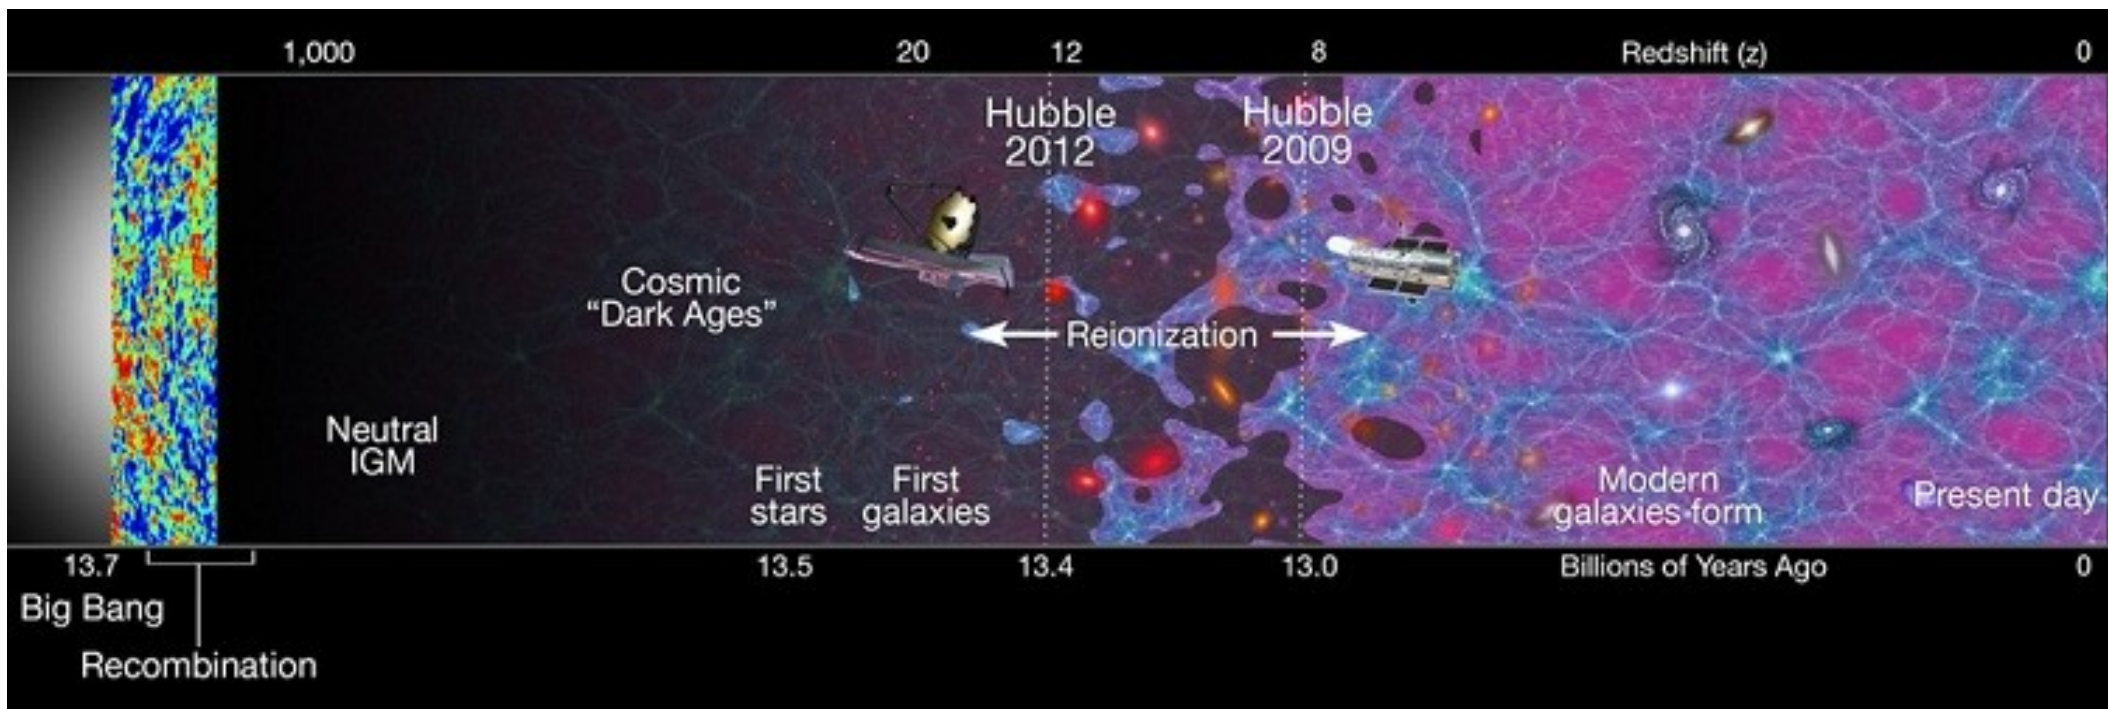 1,000 20 12 8 Redshift (z) 0
Hubble
2012
Hubble
2009
Cosmic
“Dark Ages”
Reionization
Neutral
IGM
First
stars
First
galaxies
Modern
galaxies form
Present day
13.7 13.5 13.4 13.0 Billions of Years Ago 0
Big Bang
Recombination